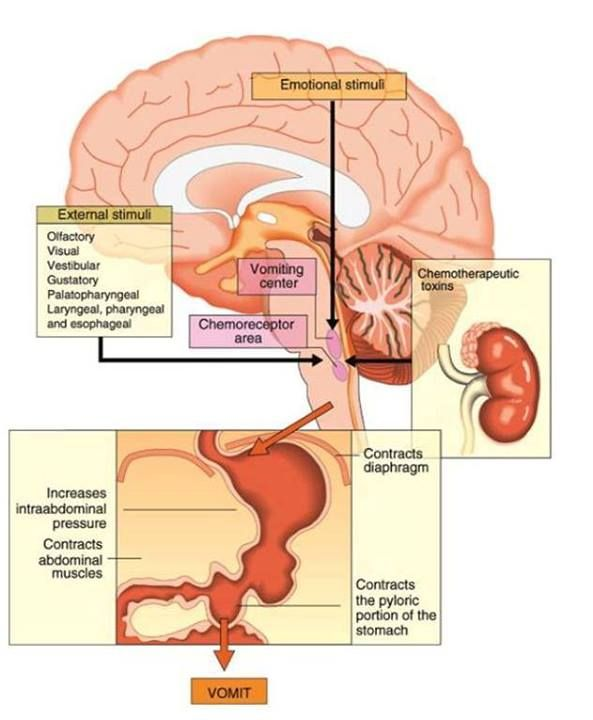 Emotional stimuli
External stimuli
Olfactory
Visual
Vestibular
Gustatory
Palatopharyngeal
Laryngeal, pharyngeal
and esophageal
Vomiting
center
Chemoreceptor
area
Chemotherapeutic
toxins
Contracts
diaphragm
Increases
intraabdominal
pressure
Contracts
abdominal
muscles
Contracts
the pyloric
portion of the
stomach
VOMIT